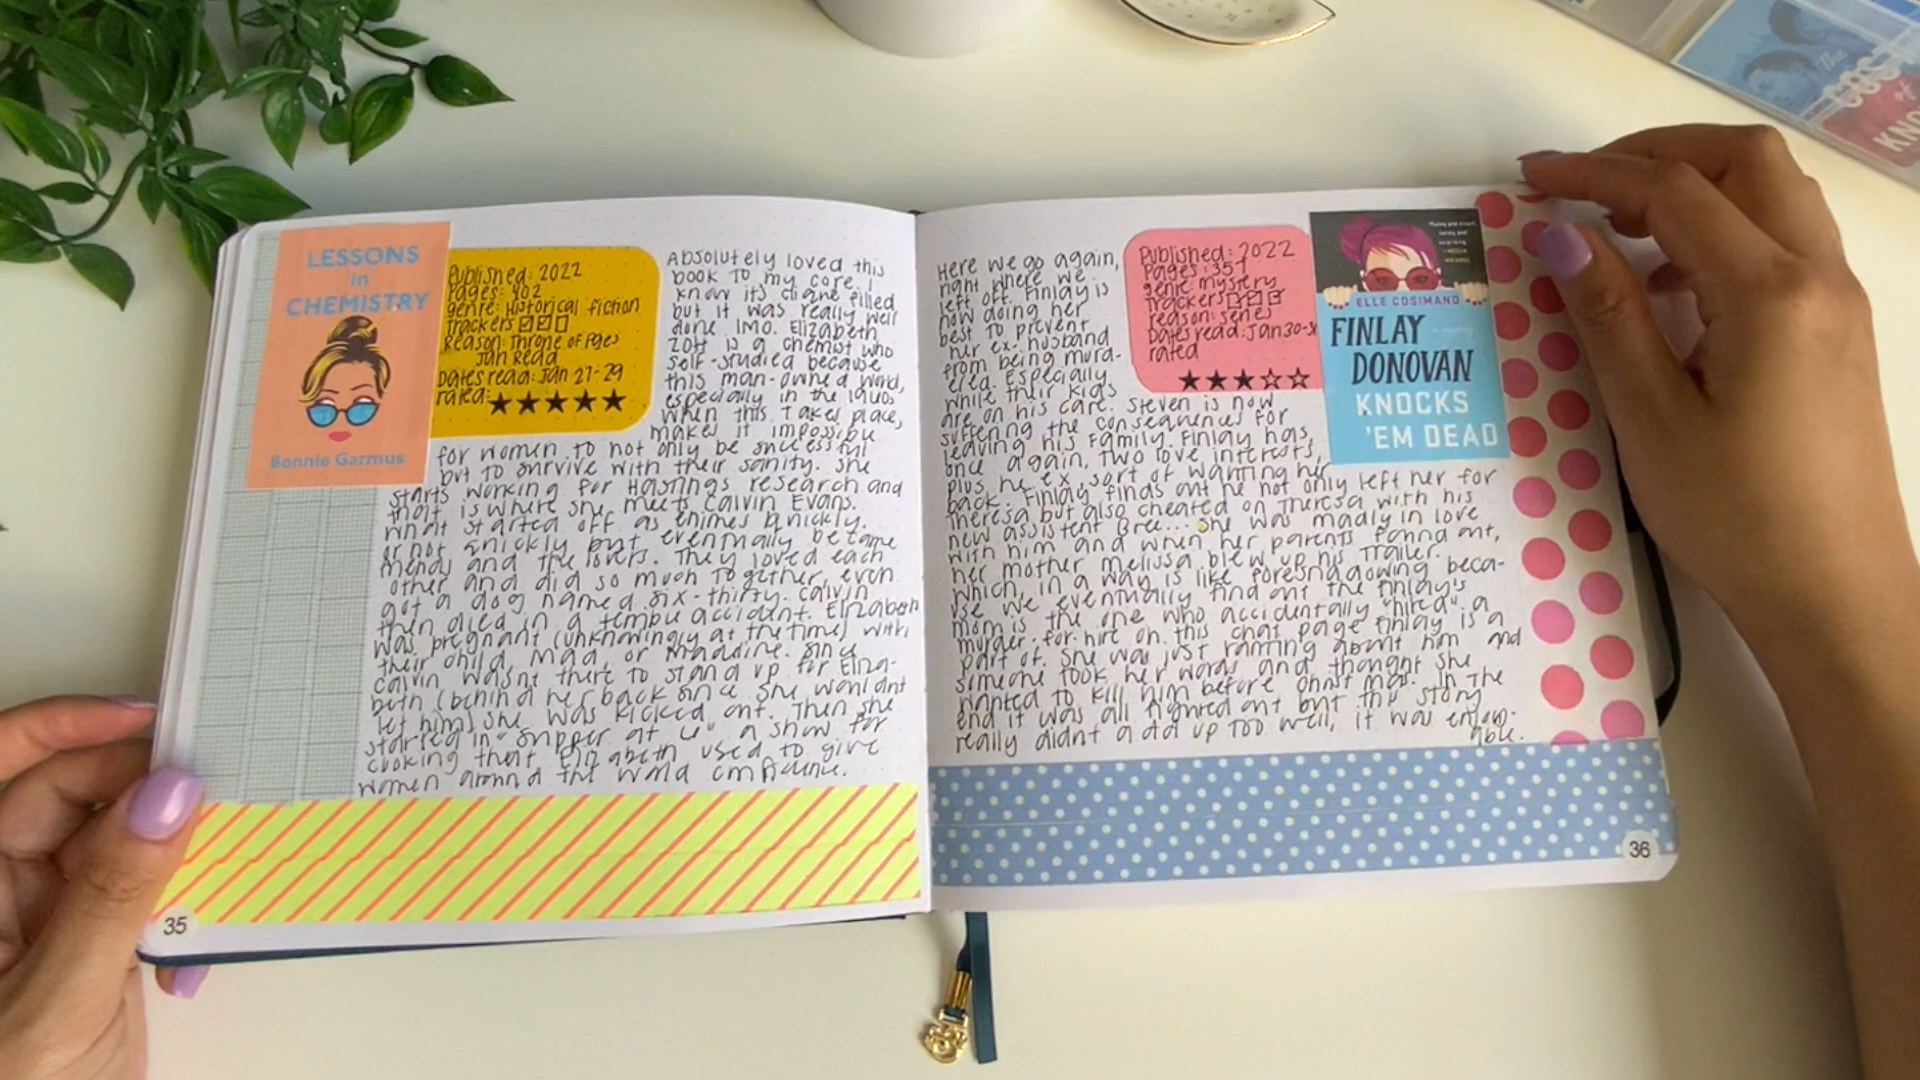 LESSONS
in
CHEMISTRY
Bonnie Garmus
Published: 2022
Pages: 402
genre: Historical fiction
Trackers
Reason: Throne of Pages
Jan Read
Dates read: Jan 27-29
rated: ★★★★★
Absolutely loved this
book to my core. I
know its cliche filled
but it was really well
done IMO. Elizabeth
Zott is a chemist who
self-studied because
this man-owned world,
especially in the 1960s
when this takes place,
makes it impossible
for women to not only be successful
but to survive with their sanity. She
starts working for Hastings research and
that is where she meets Calvin Evans.
What started off as enimes quickly.
or not quickly but eventually became
friends and the lovers. They loved each
other and did so much together, even
got a dog named six-thirty. Calvin
then died in a accident. Elizabeth
was pregnant (unknowingly at the time) with
their child, Mad, or Maddine. Since
Calvin wasnt there to stand up for Eliza-
beth (behind her back since she wouldnt
let him) she was kicked out. Then she
started in "supper at 6" a show for
cooking that Elizabeth used to give
women around the world confidence.
35
Here we go again,
right where we
left off. Finlay is
now doing her
best to prevent
her ex-husband
from being murd-
ered. Especially
while their kids
are on his care. Steven is now
suffering the consequences for
leaving his family. Finlay has,
once again, two love interests,
plus he ex, sort of wanting her
back. Finlay finds out he not only left her for
Theresa but also cheated on Theresa with his
new assistent Bree.... She was madly in love
with him and when her parents found out,
her mother Melissa blew up his trailer.
Which, in a way is like foreshadowing beca-
use we eventually find out the Finlay's
mom is the one who accidentally "hired" a
murder-for-hire on this chat page Finlay is a
part of. She was just ranting about him and
someone took her words and thought she
wanted to kill him before christmas. In the
end it was all figured out but this story
really didnt add up too well, it was enjoy-
able.
Published: 2022
Pages: 351
genre: mystery
Trackers
reason: series
Dates read: Jan 30-31
rated
★★★☆☆
ELLE COSIMANO
FINLAY
DONOVAN
KNOCKS
'EM DEAD
36
The
of